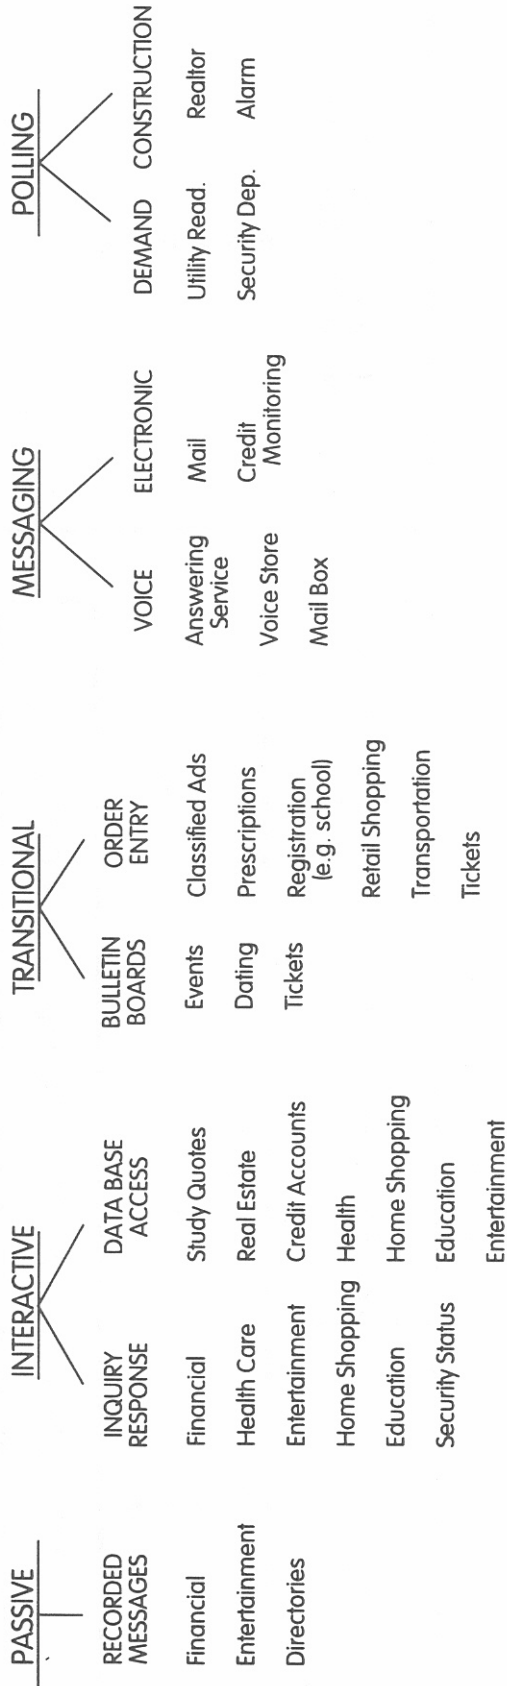 PASSIVE
RECORDED
MESSAGES
Financial
Entertainment
Directories
INTERACTIVE
INQUIRY
RESPONSE
Financial
Health Care
Entertainment
Home Shopping
Education
Security Status
DATA BASE
ACCESS
Study Quotes
Real Estate
Credit Accounts
Health
Home Shopping
Education
Entertainment
TRANSITIONAL
BULLETIN
BOARDS
Events
Dating
Tickets
ORDER
ENTRY
Classified Ads
Prescriptions
Registration
(e.g. school)
Retail Shopping
Transportation
Tickets
MESSAGING
VOICE
Answering
Service
Voice Store
Mail Box
ELECTRONIC
Mail
Credit
Monitoring
POLLING
DEMAND
Utility Read.
Security Dep.
CONSTRUCTION
Realtor
Alarm